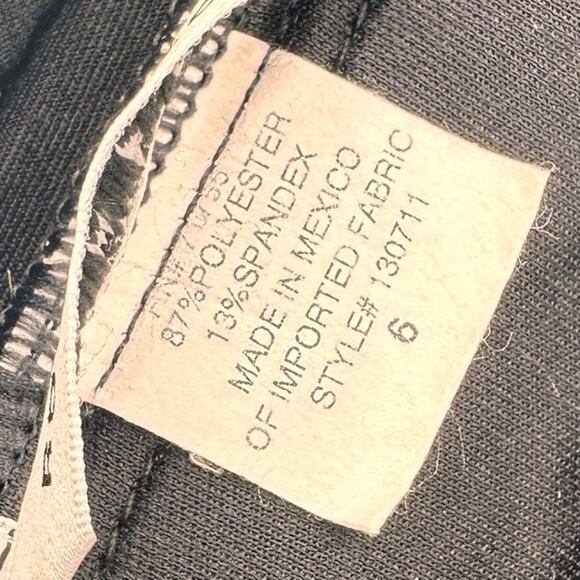 87%POLYESTER
13%SPANDEX
MADE IN MEXICO
OF IMPORTED FABRIC
STYLE# 130711
6